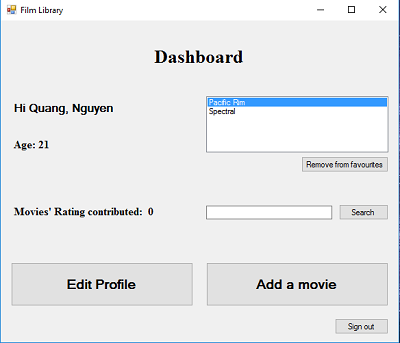 Film Library
Dashboard
Hi Quang, Nguyen
Pacific Rim
Spectral
Age: 21
Remove from favourites
Movies' Rating contributed: 0
Search
Edit Profile
Add a movie
Sign out